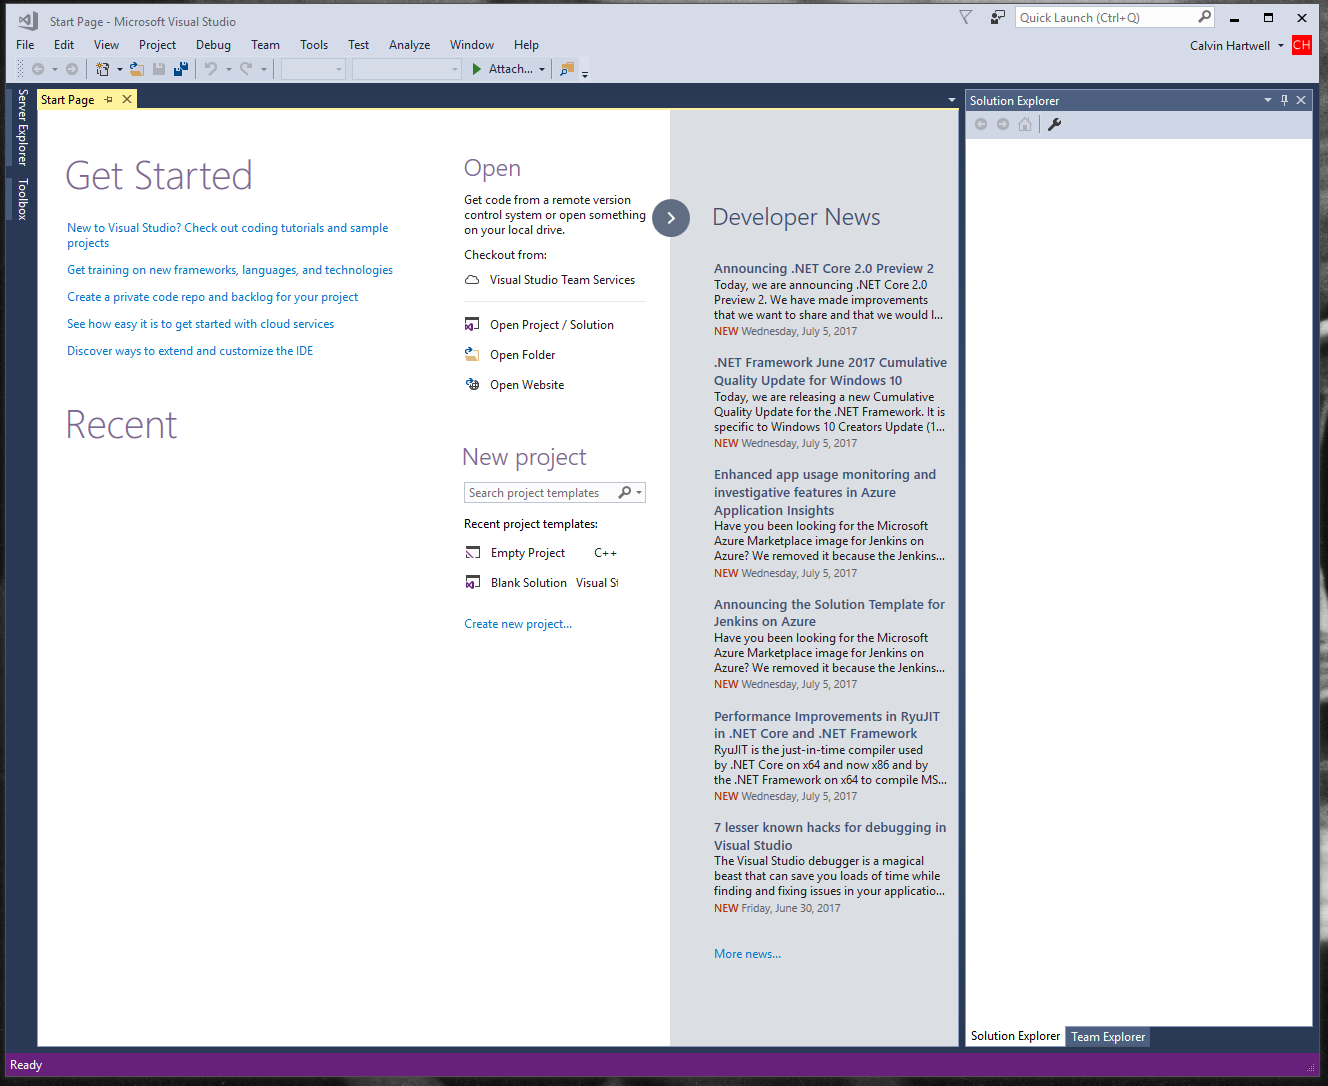 Start Page - Microsoft Visual Studio
Quick Launch (Ctrl+Q)
File Edit View Project Debug Team Tools Test Analyze Window Help
Calvin Hartwell CH
Attach...
Server Explorer
Toolbox
Start Page
Get Started
New to Visual Studio? Check out coding tutorials and sample
projects
Get training on new frameworks, languages, and technologies
Create a private code repo and backlog for your project
See how easy it is to get started with cloud services
Discover ways to extend and customize the IDE
Recent
Open
Get code from a remote version
control system or open something
on your local drive.
Checkout from:
Visual Studio Team Services
Open Project / Solution
Open Folder
Open Website
New project
Search project templates
Recent project templates:
Empty Project C++
Blank Solution Visual St
Create new project...
Developer News
Announcing .NET Core 2.0 Preview 2
Today, we are announcing .NET Core 2.0
Preview 2. We have made improvements
that we want to share and that we would l...
NEW Wednesday, July 5, 2017
.NET Framework June 2017 Cumulative
Quality Update for Windows 10
Today, we are releasing a new Cumulative
Quality Update for the .NET Framework. It is
specific to Windows 10 Creators Update (1...
NEW Wednesday, July 5, 2017
Enhanced app usage monitoring and
investigative features in Azure
Application Insights
Have you been looking for the Microsoft
Azure Marketplace image for Jenkins on
Azure? We removed it because the Jenkins...
NEW Wednesday, July 5, 2017
Announcing the Solution Template for
Jenkins on Azure
Have you been looking for the Microsoft
Azure Marketplace image for Jenkins on
Azure? We removed it because the Jenkins...
NEW Wednesday, July 5, 2017
Performance Improvements in RyuJIT
in .NET Core and .NET Framework
RyuJIT is the just-in-time compiler used
by .NET Core on x64 and now x86 and by
the .NET Framework on x64 to compile MS...
NEW Wednesday, July 5, 2017
7 lesser known hacks for debugging in
Visual Studio
The Visual Studio debugger is a magical
beast that can save you loads of time while
finding and fixing issues in your applicatio...
NEW Friday, June 30, 2017
More news...
Solution Explorer
Solution Explorer Team Explorer
Ready